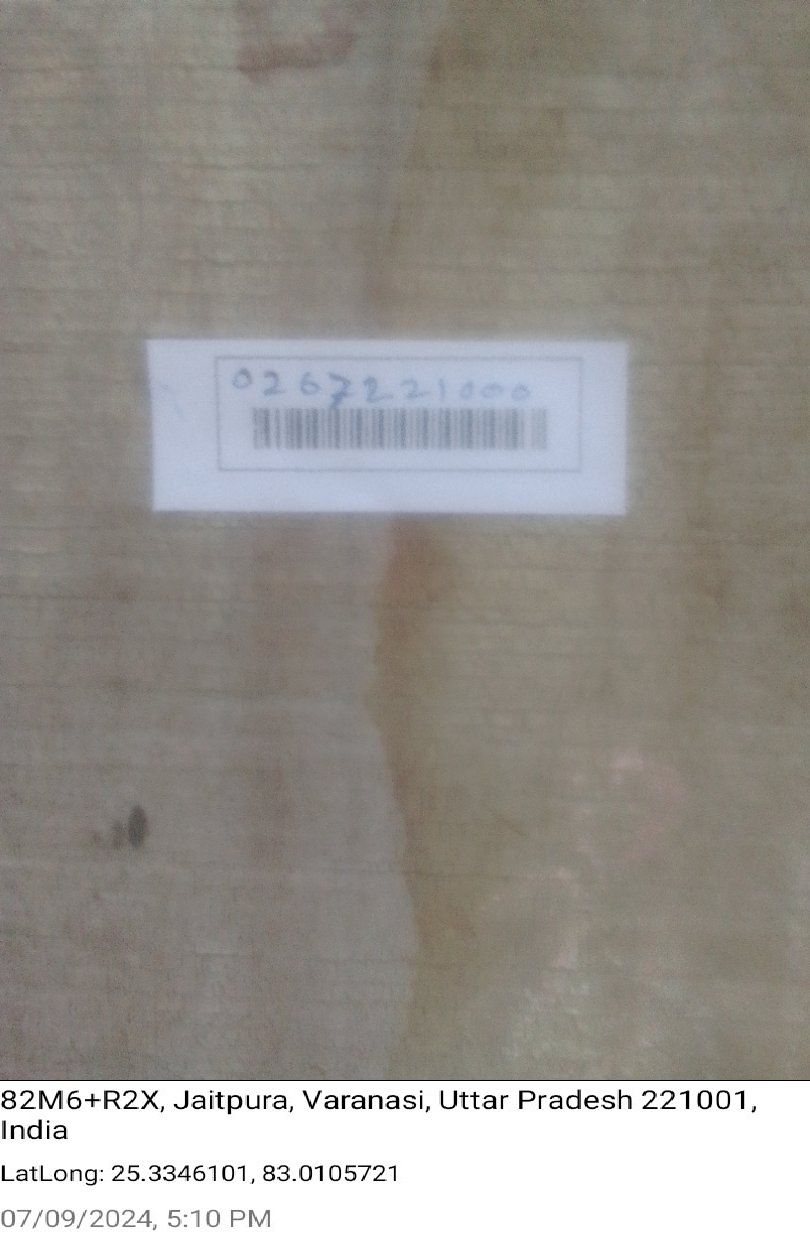 0267221000
82M6+R2X, Jaitpura, Varanasi, Uttar Pradesh 221001,
India
LatLong: 25.3346101, 83.0105721
07/09/2024, 5:10 PM